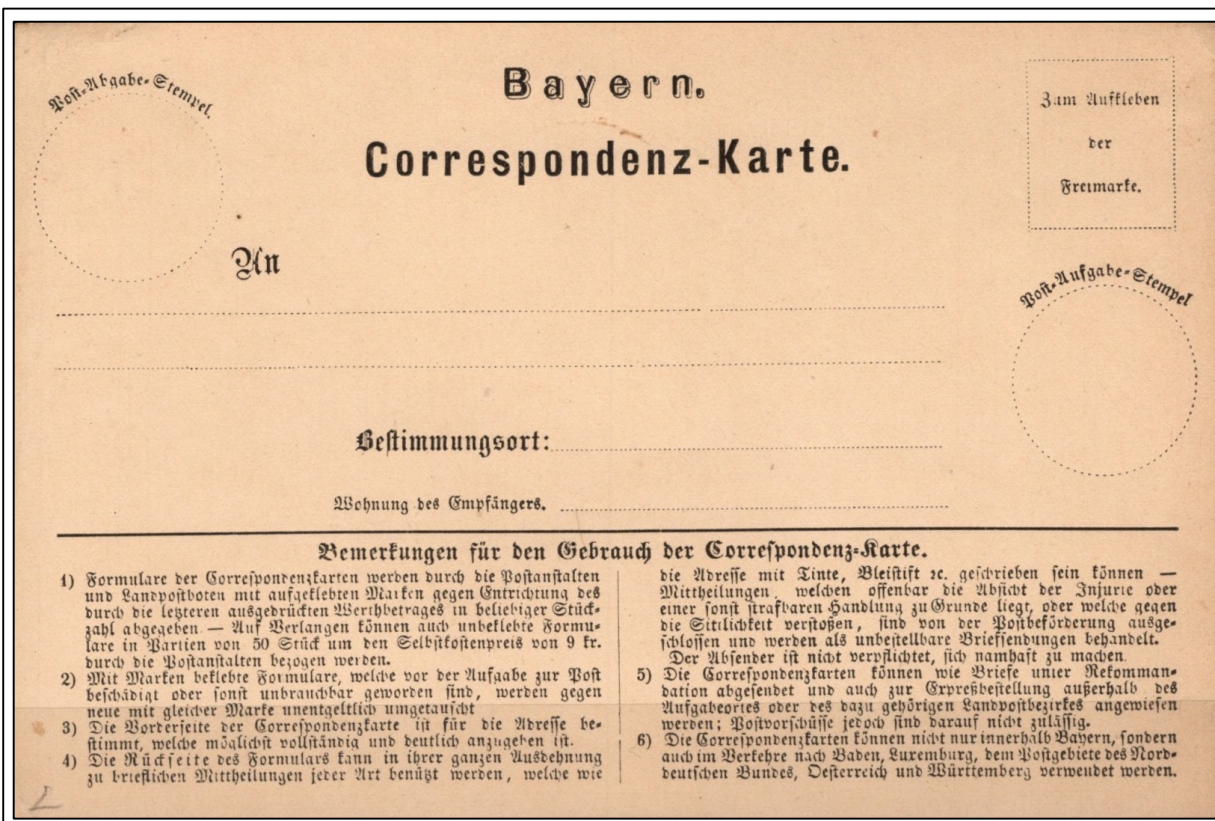 Post-Abgabe-Stempel.
Bayern.
Correspondenz-Karte.
Zum Aufkleben
der
Freimarke.
An
Post-Aufgabe-Stempel
Bestimmungsort:
Wohnung des Empfängers.
Bemerkungen für den Gebrauch der Correspondenz-Karte.
1) Formulare der Correspondenzkarten werden durch die Postanstalten
und Landpostboten mit aufgeklebten Marken gegen Entrichtung des
durch die letzteren ausgedrückten Werthbetrages in beliebiger Stück-
zahl abgegeben — Auf Verlangen können auch unbeklebte Formu-
lare in Partien von 50 Stück um den Selbstkostenpreis von 9 kr.
durch die Postanstalten bezogen werden.
2) Mit Marken beklebte Formulare, welche vor der Aufgabe zur Post
beschädigt oder sonst unbrauchbar geworden sind, werden gegen
neue mit gleicher Marke unentgeltlich umgetauscht
3) Die Vorderseite der Correspondenzkarte ist für die Adresse be-
stimmt, welche möglichst vollständig und deutlich anzugeben ist.
4) Die Rückseite des Formulars kann in ihrer ganzen Ausdehnung
zu brieflichen Mittheilungen jeder Art benützt werden, welche wie
die Adresse mit Tinte, Bleistift ꝛc. geschrieben sein können —
Mittheilungen, welchen offenbar die Absicht der Injurie oder
einer sonst strafbaren Handlung zu Grunde liegt, oder welche gegen
die Sittlichkeit verstoßen, sind von der Postbeförderung ausge-
schlossen und werden als unbestellbare Briefsendungen behandelt.
Der Absender ist nicht verpflichtet, sich namhaft zu machen.
5) Die Correspondenzkarten können wie Briefe unter Rekomman-
dation abgesendet und auch zur Expreßbestellung außerhalb des
Aufgabeortes oder des dazu gehörigen Landpostbezirkes angewiesen
werden; Postvorschüsse jedoch sind darauf nicht zulässig.
6) Die Correspondenzkarten können nicht nur innerhalb Bayern, sondern
auch im Verkehre nach Baden, Luxemburg, dem Postgebiete des Nord-
deutschen Bundes, Oesterreich und Württemberg verwendet werden.